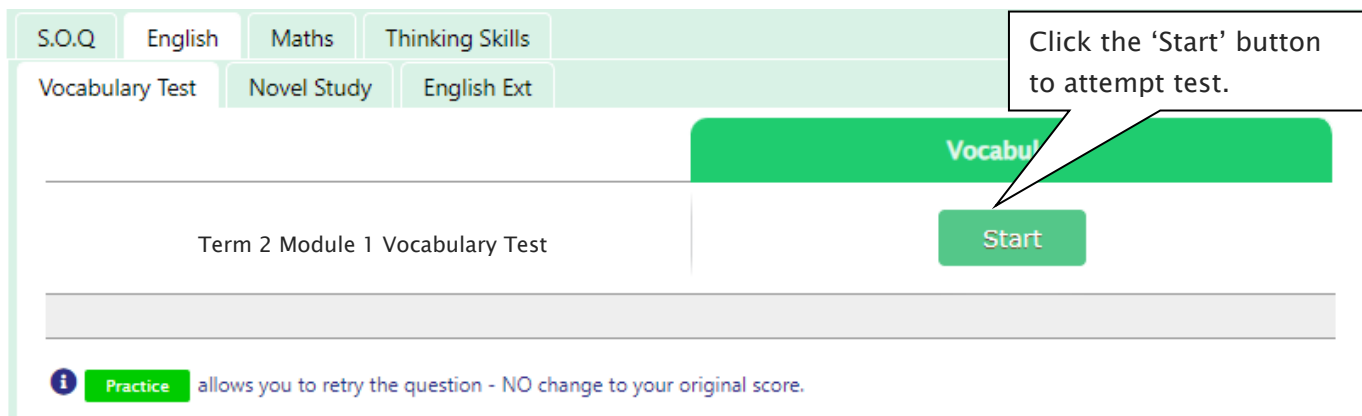 S.O.Q English Maths Thinking Skills
Click the ‘Start’ button
to attempt test.
Vocabulary Test Novel Study English Ext
Term 2 Module 1 Vocabulary Test
Start
Practice allows you to retry the question - NO change to your original score.